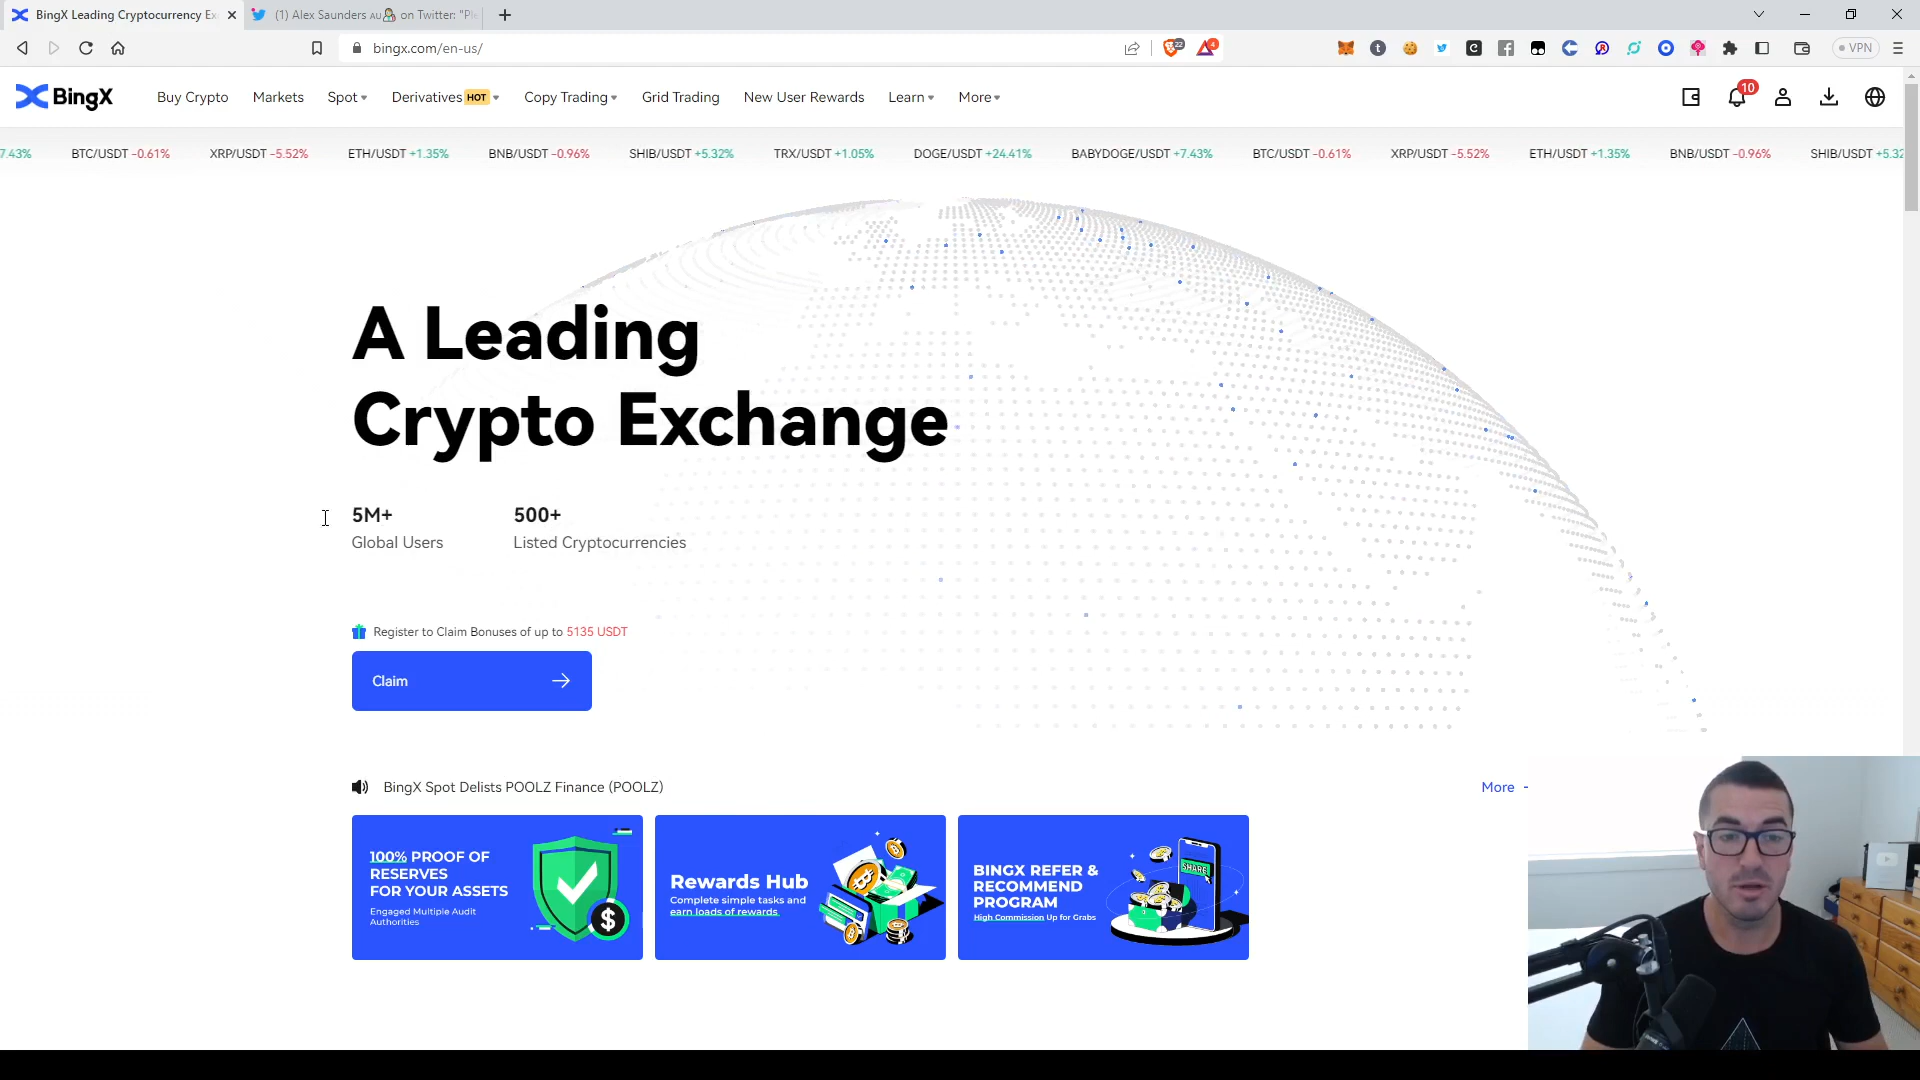 BingX Leading Cryptocurrency Ex
(1) Alex Saunders AU on Twitter: "Ple
bingx.com/en-us/
22
4
VPN
BingX
Buy Crypto
Markets
Spot
Derivatives HOT
Copy Trading
Grid Trading
New User Rewards
Learn
More
10
7.43%
BTC/USDT -0.61%
XRP/USDT -5.52%
ETH/USDT +1.35%
BNB/USDT -0.96%
SHIB/USDT +5.32%
TRX/USDT +1.05%
DOGE/USDT +24.41%
BABYDOGE/USDT +7.43%
BTC/USDT -0.61%
XRP/USDT -5.52%
ETH/USDT +1.35%
BNB/USDT -0.96%
SHIB/USDT +5.32
A Leading
Crypto Exchange
5M+
Global Users
500+
Listed Cryptocurrencies
Register to Claim Bonuses of up to 5135 USDT
Claim
BingX Spot Delists POOLZ Finance (POOLZ)
More
100% PROOF OF
RESERVES
FOR YOUR ASSETS
Engaged Multiple Audit
Authorities
Rewards Hub
Complete simple tasks and
earn loads of rewards
BINGX REFER &
RECOMMEND
PROGRAM
High Commission Up for Grabs
SHARE